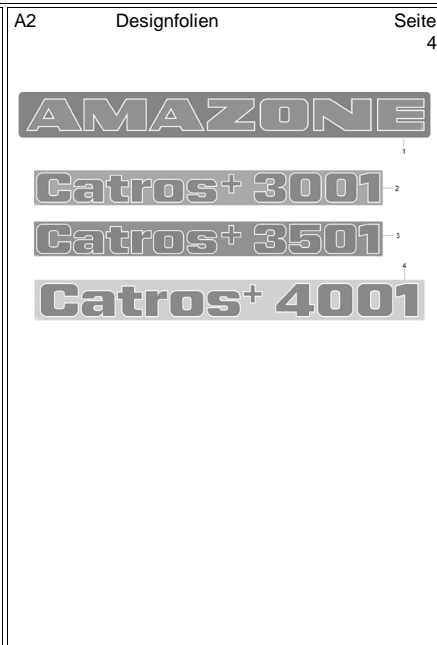 A2 Designfolien Seite
4
AMAZONE
1
Catros+ 3001
2
Catros+ 3501
3
4
Catros+ 4001